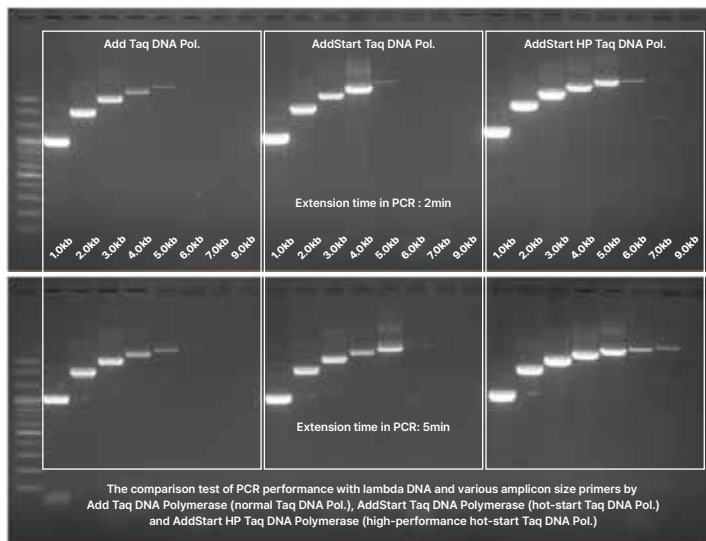 Add Taq DNA Pol.
AddStart Taq DNA Pol.
AddStart HP Taq DNA Pol.
Extension time in PCR : 2min
1.0kb 2.0kb 3.0kb 4.0kb 5.0kb 6.0kb 7.0kb 9.0kb
1.0kb 2.0kb 3.0kb 4.0kb 5.0kb 6.0kb 7.0kb 9.0kb
1.0kb 2.0kb 3.0kb 4.0kb 5.0kb 6.0kb 7.0kb 9.0kb
Extension time in PCR: 5min
The comparison test of PCR performance with lambda DNA and various amplicon size primers by
Add Taq DNA Polymerase (normal Taq DNA Pol.), AddStart Taq DNA Polymerase (hot-start Taq DNA Pol.)
and AddStart HP Taq DNA Polymerase (high-performance hot-start Taq DNA Pol.)